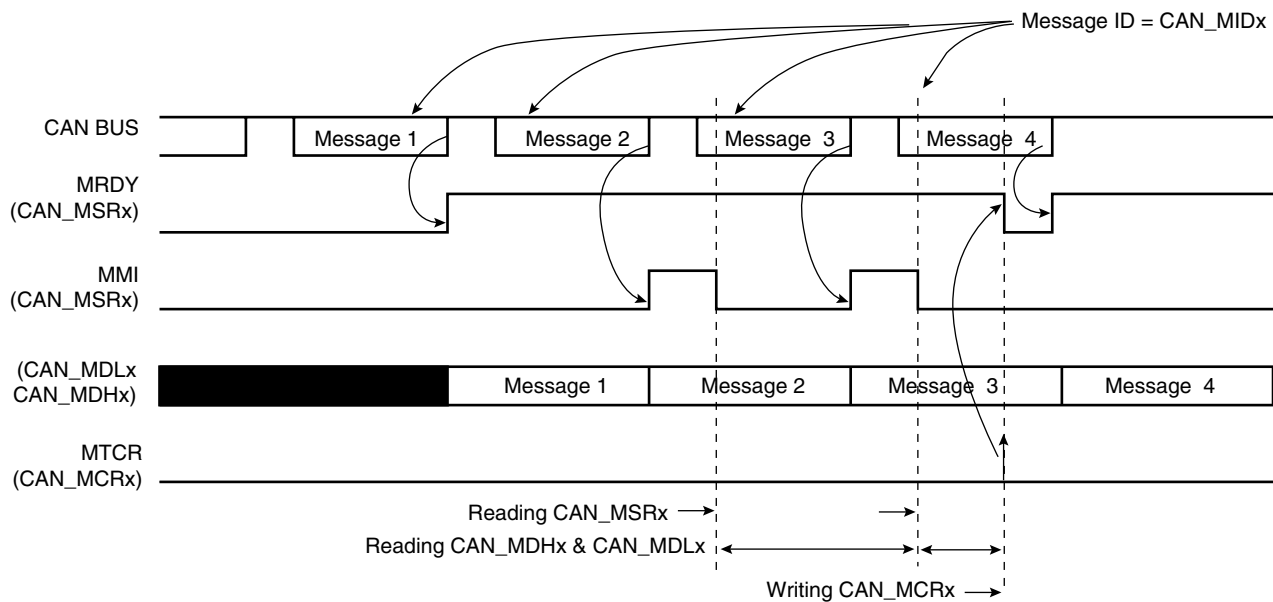 Message ID = CAN_MIDx
CAN BUS
Message 1
Message 2
Message 3
Message 4
MRDY
(CAN_MSRx)
MMI
(CAN_MSRx)
(CAN_MDLx
CAN_MDHx)
Message 1
Message 2
Message 3
Message 4
MTCR
(CAN_MCRx)
Reading CAN_MSRx
Reading CAN_MDHx & CAN_MDLx
Writing CAN_MCRx